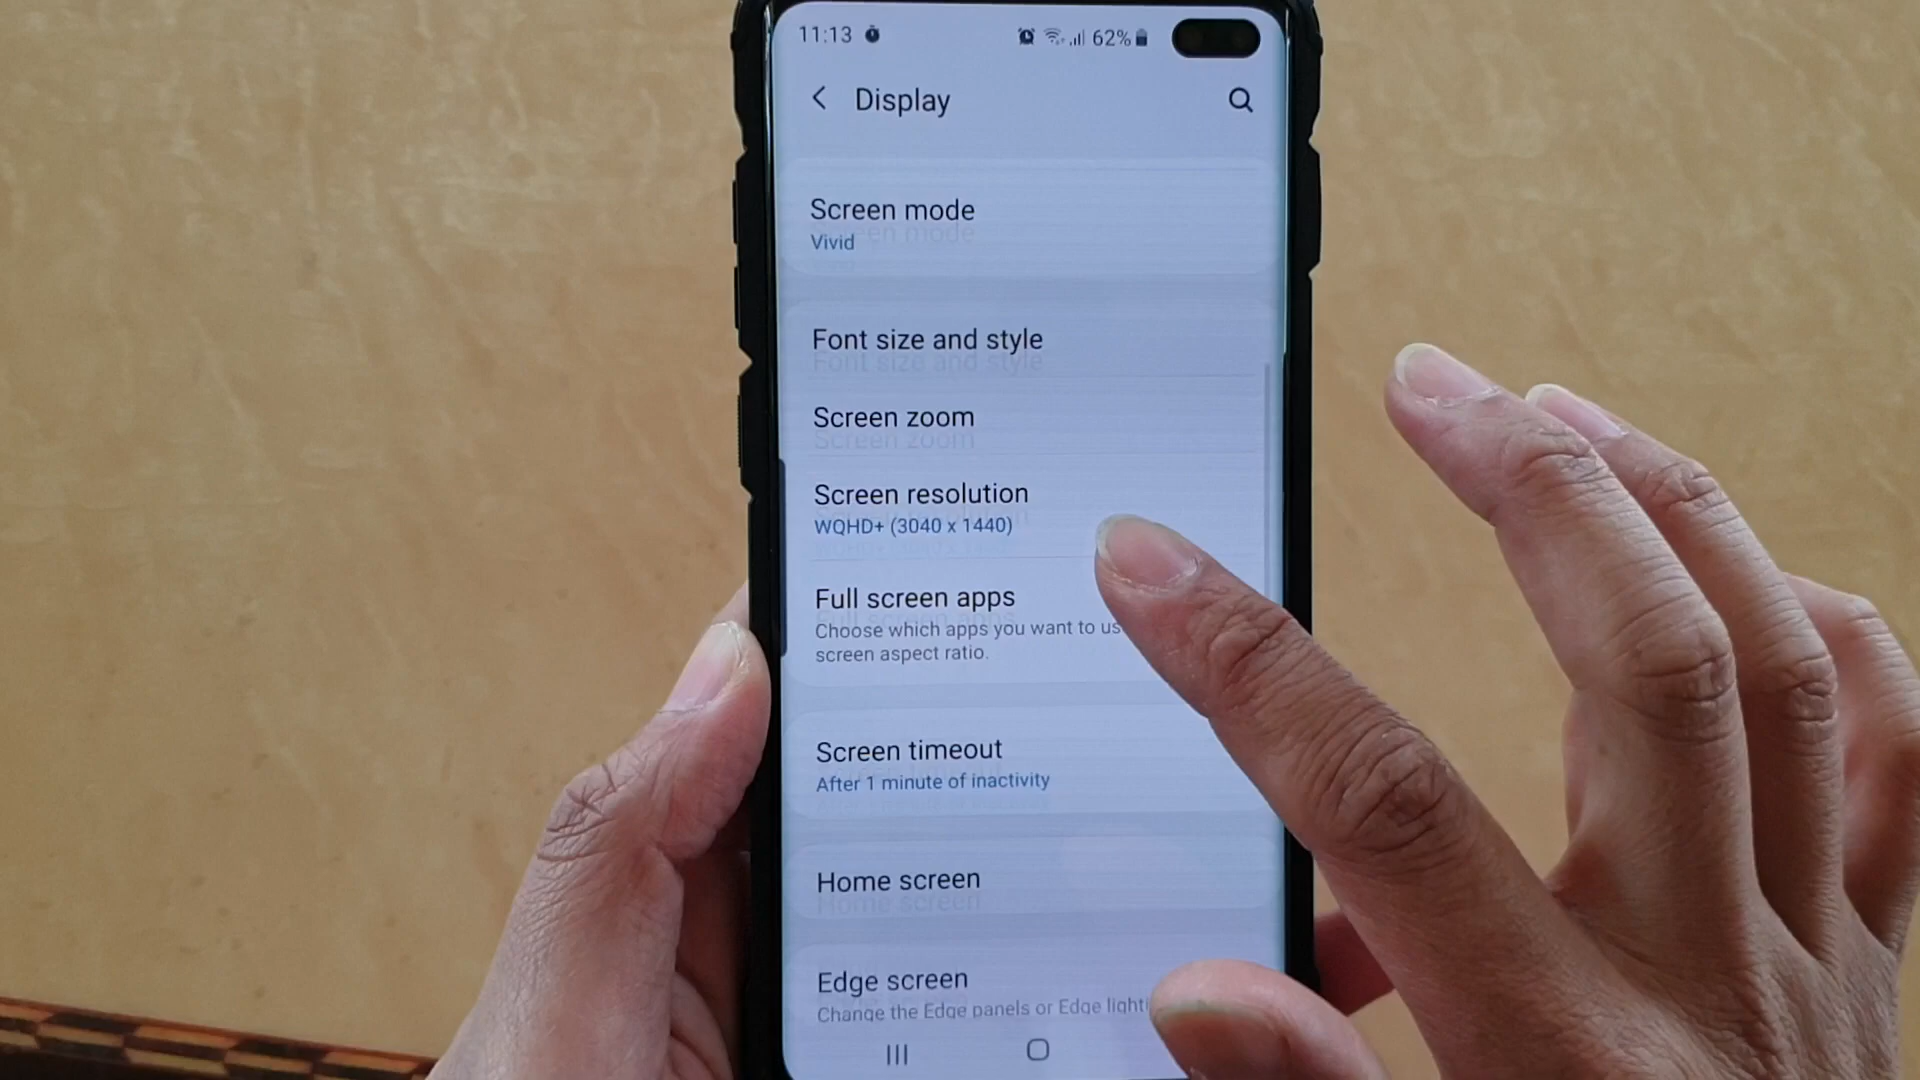 11:13 62%
Display
Screen mode
Vivid
Font size and style
Screen zoom
Screen resolution
WQHD+ (3040 x 1440)
Full screen apps
Choose which apps you want to us
screen aspect ratio.
Screen timeout
After 1 minute of inactivity
Home screen
Edge screen
Change the Edge panels or Edge lighti